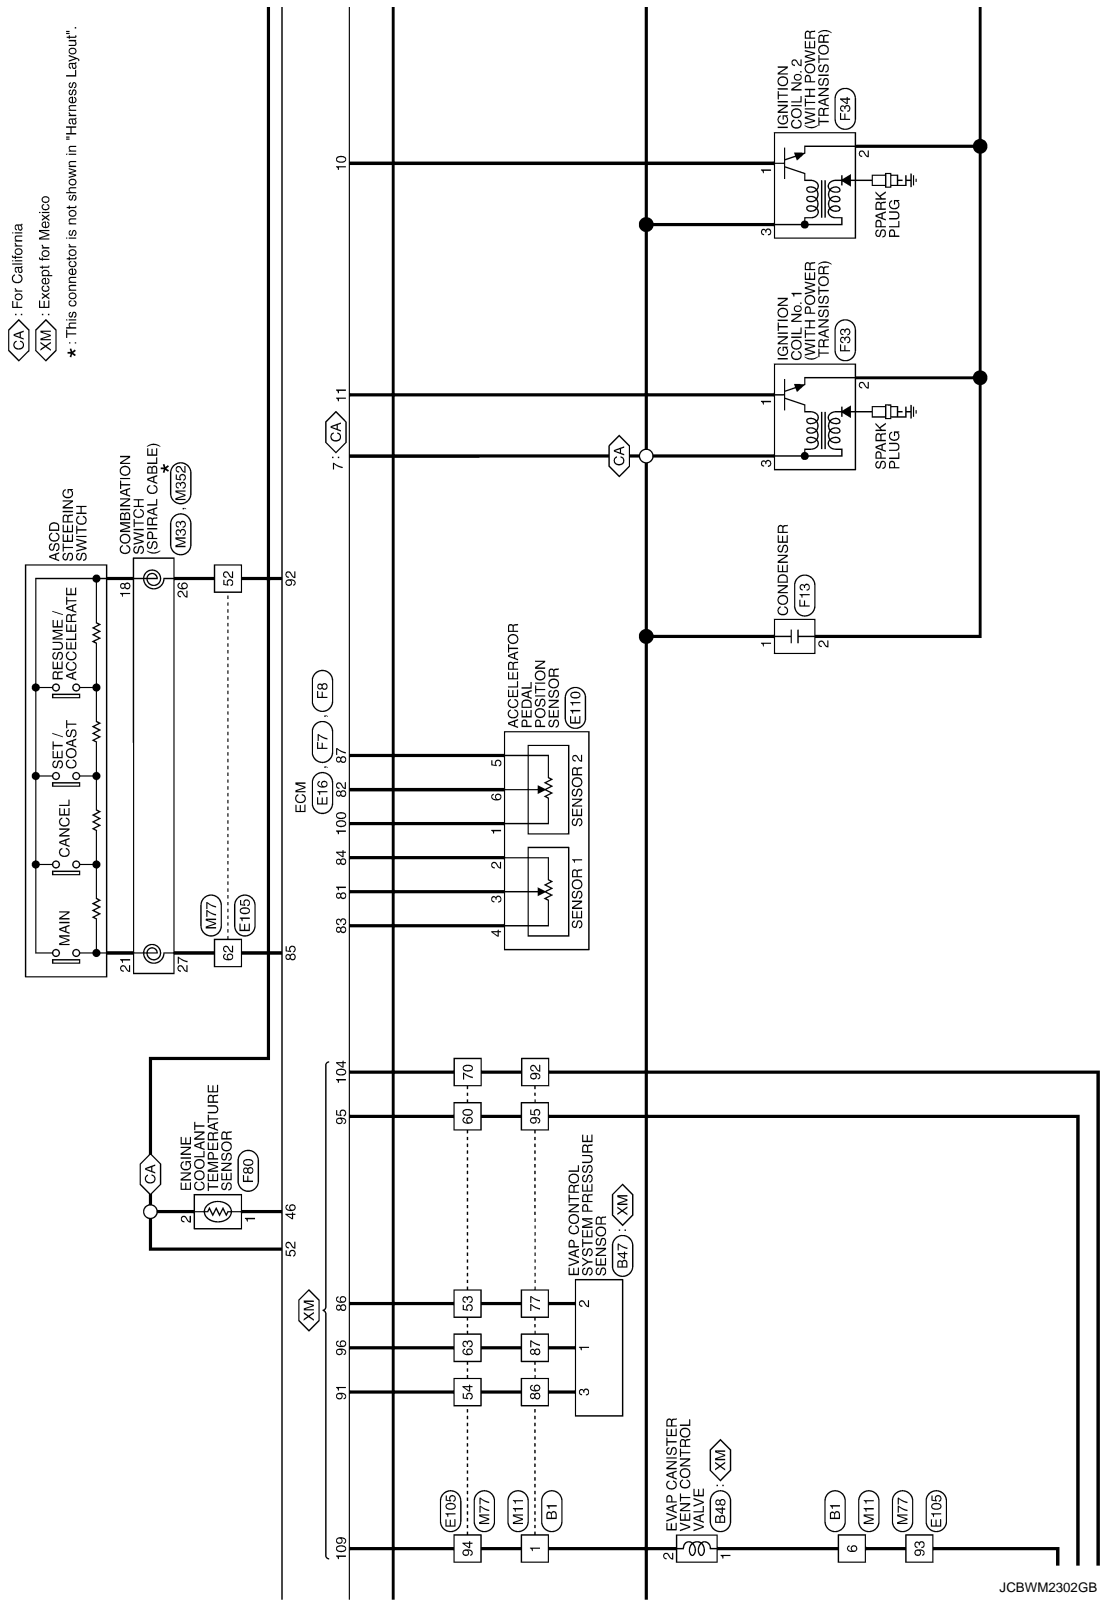 CA : For California
XM : Except for Mexico
* : This connector is not shown in "Harness Layout".
ASCD
STEERING
SWITCH
MAIN
CANCEL
SET /
COAST
RESUME /
ACCELERATE
COMBINATION
SWITCH
(SPIRAL CABLE)
M33 , M352 *
21
18
27
26
M77
E105
62
52
85
92
CA
ENGINE
COOLANT
TEMPERATURE
SENSOR
F80
2
1
52
46
XM
ECM
E16 , F7 , F8
109
91
96
86
95
104
83
81
84
100
82
87
7 : CA
11
10
E105
M77
94
54
63
53
60
70
M11
B1
1
86
87
77
95
92
3
1
2
EVAP CONTROL
SYSTEM PRESSURE
SENSOR
B47 : XM
ACCELERATOR
PEDAL
POSITION
SENSOR
E110
4
3
2
1
6
5
SENSOR 1
SENSOR 2
CA
EVAP CANISTER
VENT CONTROL
VALVE
B48 : XM
2
1
B1
M11
6
M77
E105
93
CONDENSER
F13
1
2
IGNITION
COIL No. 1
(WITH POWER
TRANSISTOR)
F33
3
1
2
SPARK
PLUG
IGNITION
COIL No. 2
(WITH POWER
TRANSISTOR)
F34
3
1
2
SPARK
PLUG
JCBWM2302GB